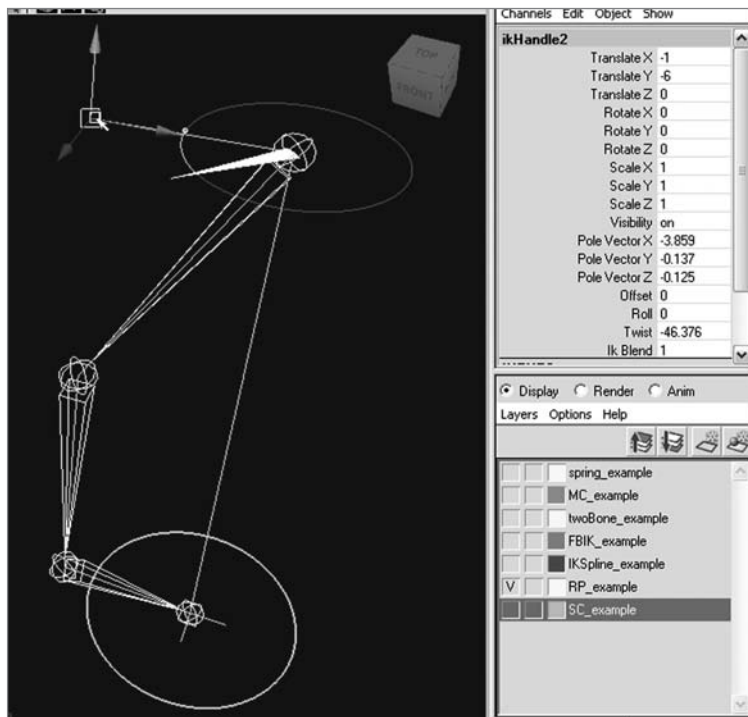 Channels Edit Object Show
ikHandle2
Translate X -1
Translate Y -6
Translate Z 0
Rotate X 0
Rotate Y 0
Rotate Z 0
Scale X 1
Scale Y 1
Scale Z 1
Visibility on
Pole Vector X -3.859
Pole Vector Y -0.137
Pole Vector Z -0.125
Offset 0
Roll 0
Twist -46.376
Ik Blend 1
TOP
FRONT
Display Render Anim
Layers Options Help
spring_example
MC_example
twoBone_example
FBIK_example
IKSpline_example
V RP_example
SC_example